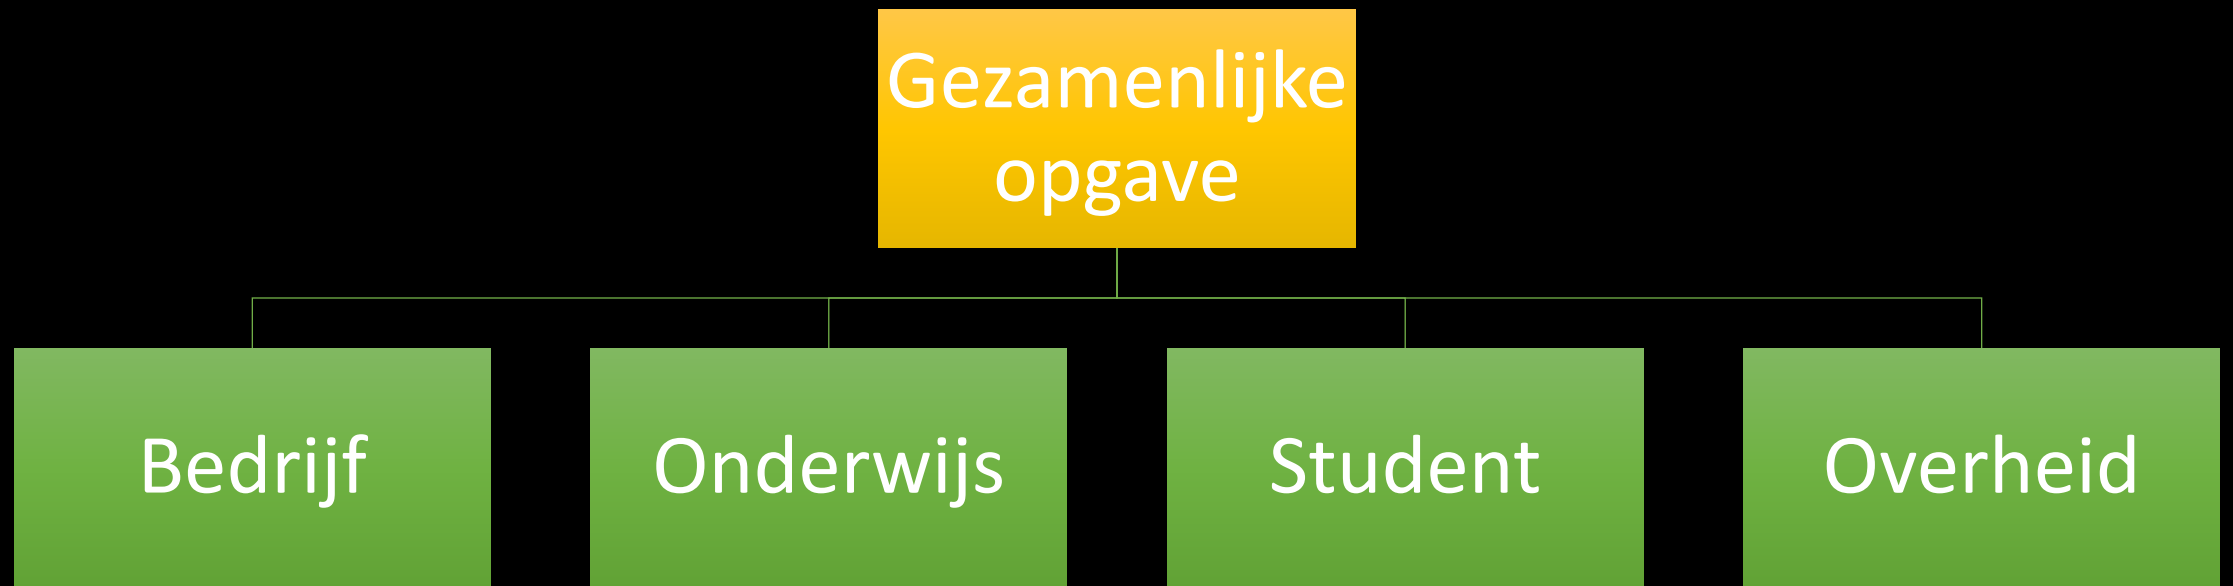 Gezamenlijke
opgave
Bedrijf
Onderwijs
Student
Overheid